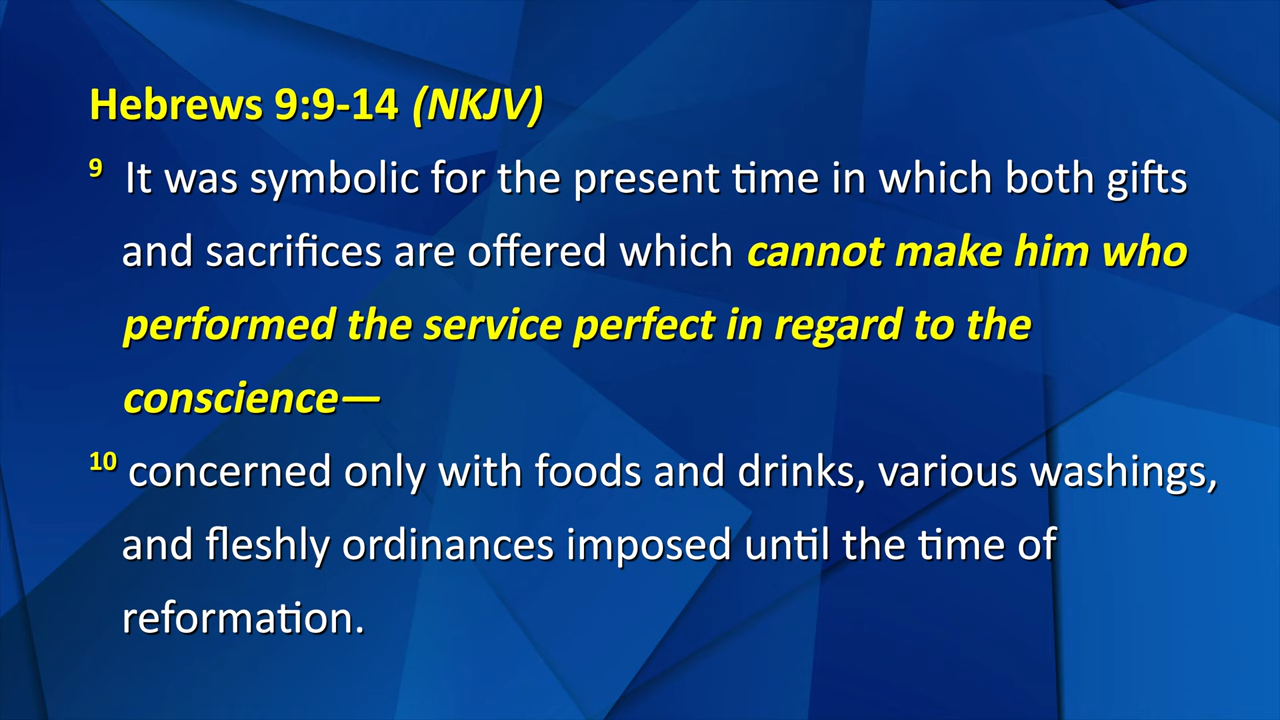 Hebrews 9:9-14 (NKJV)
9 It was symbolic for the present time in which both gifts
and sacrifices are offered which cannot make him who
performed the service perfect in regard to the
conscience—
10 concerned only with foods and drinks, various washings,
and fleshly ordinances imposed until the time of
reformation.